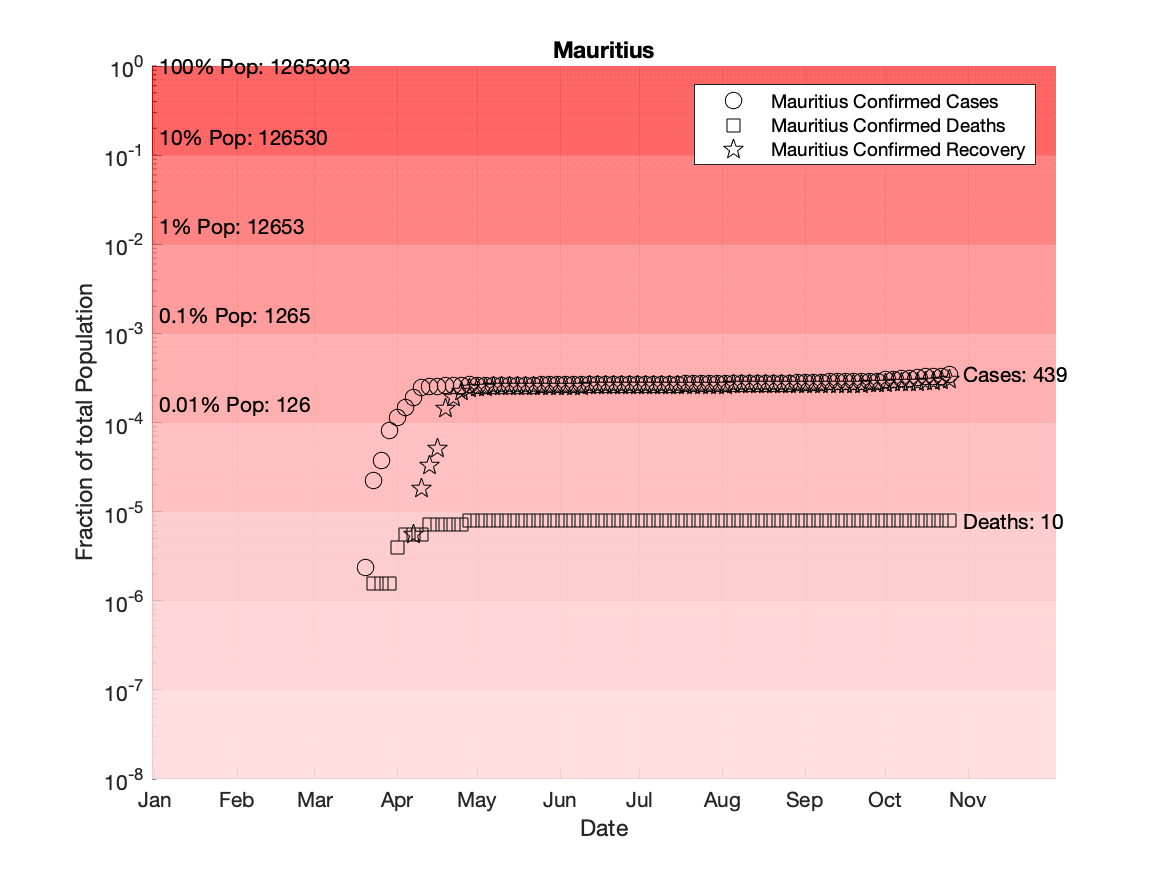 Mauritius
10^0
100% Pop: 1265303
Mauritius Confirmed Cases
Mauritius Confirmed Deaths
Mauritius Confirmed Recovery
10% Pop: 126530
10^-1
1% Pop: 12653
10^-2
0.1% Pop: 1265
10^-3
Cases: 439
0.01% Pop: 126
10^-4
10^-5
Deaths: 10
10^-6
10^-7
10^-8
Fraction of total Population
Jan Feb Mar Apr May Jun Jul Aug Sep Oct Nov
Date